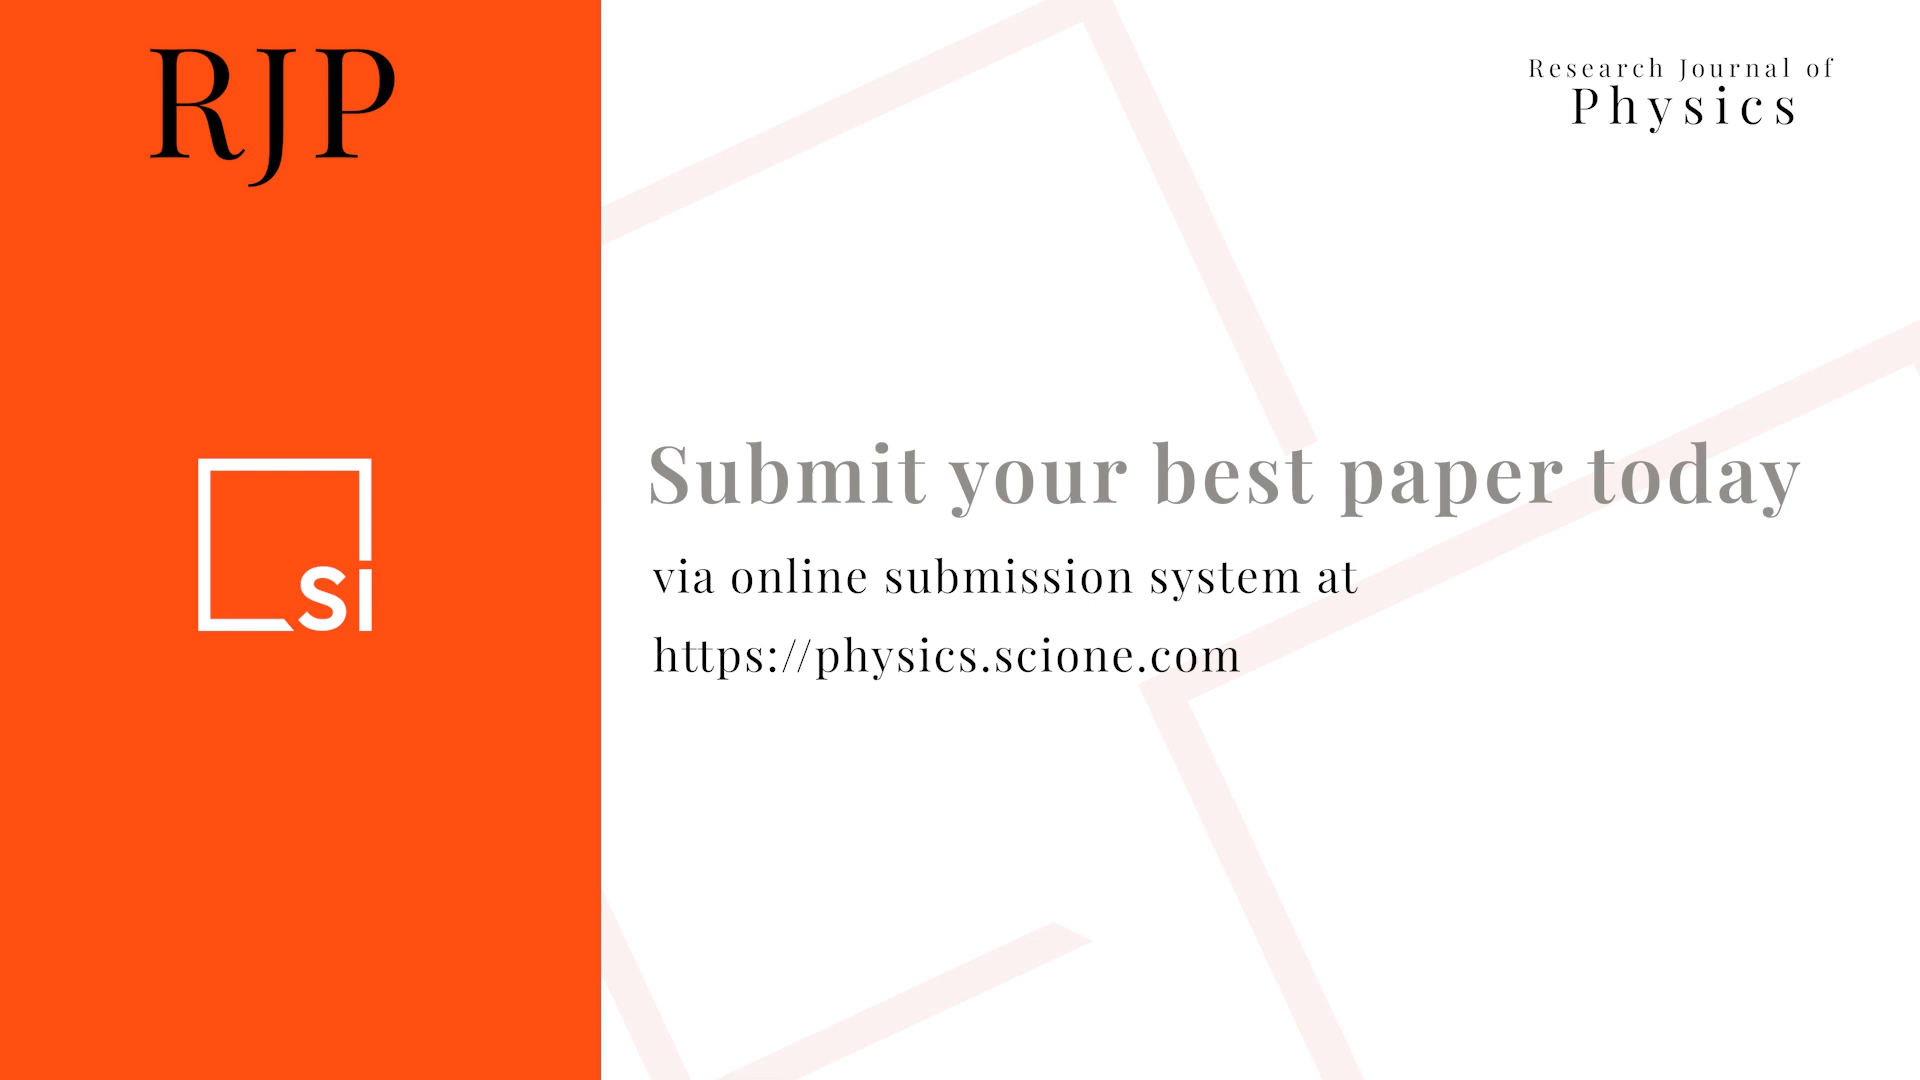 RJP
Research Journal of
Physics
si
Submit your best paper today
via online submission system at
https://physics.scione.com